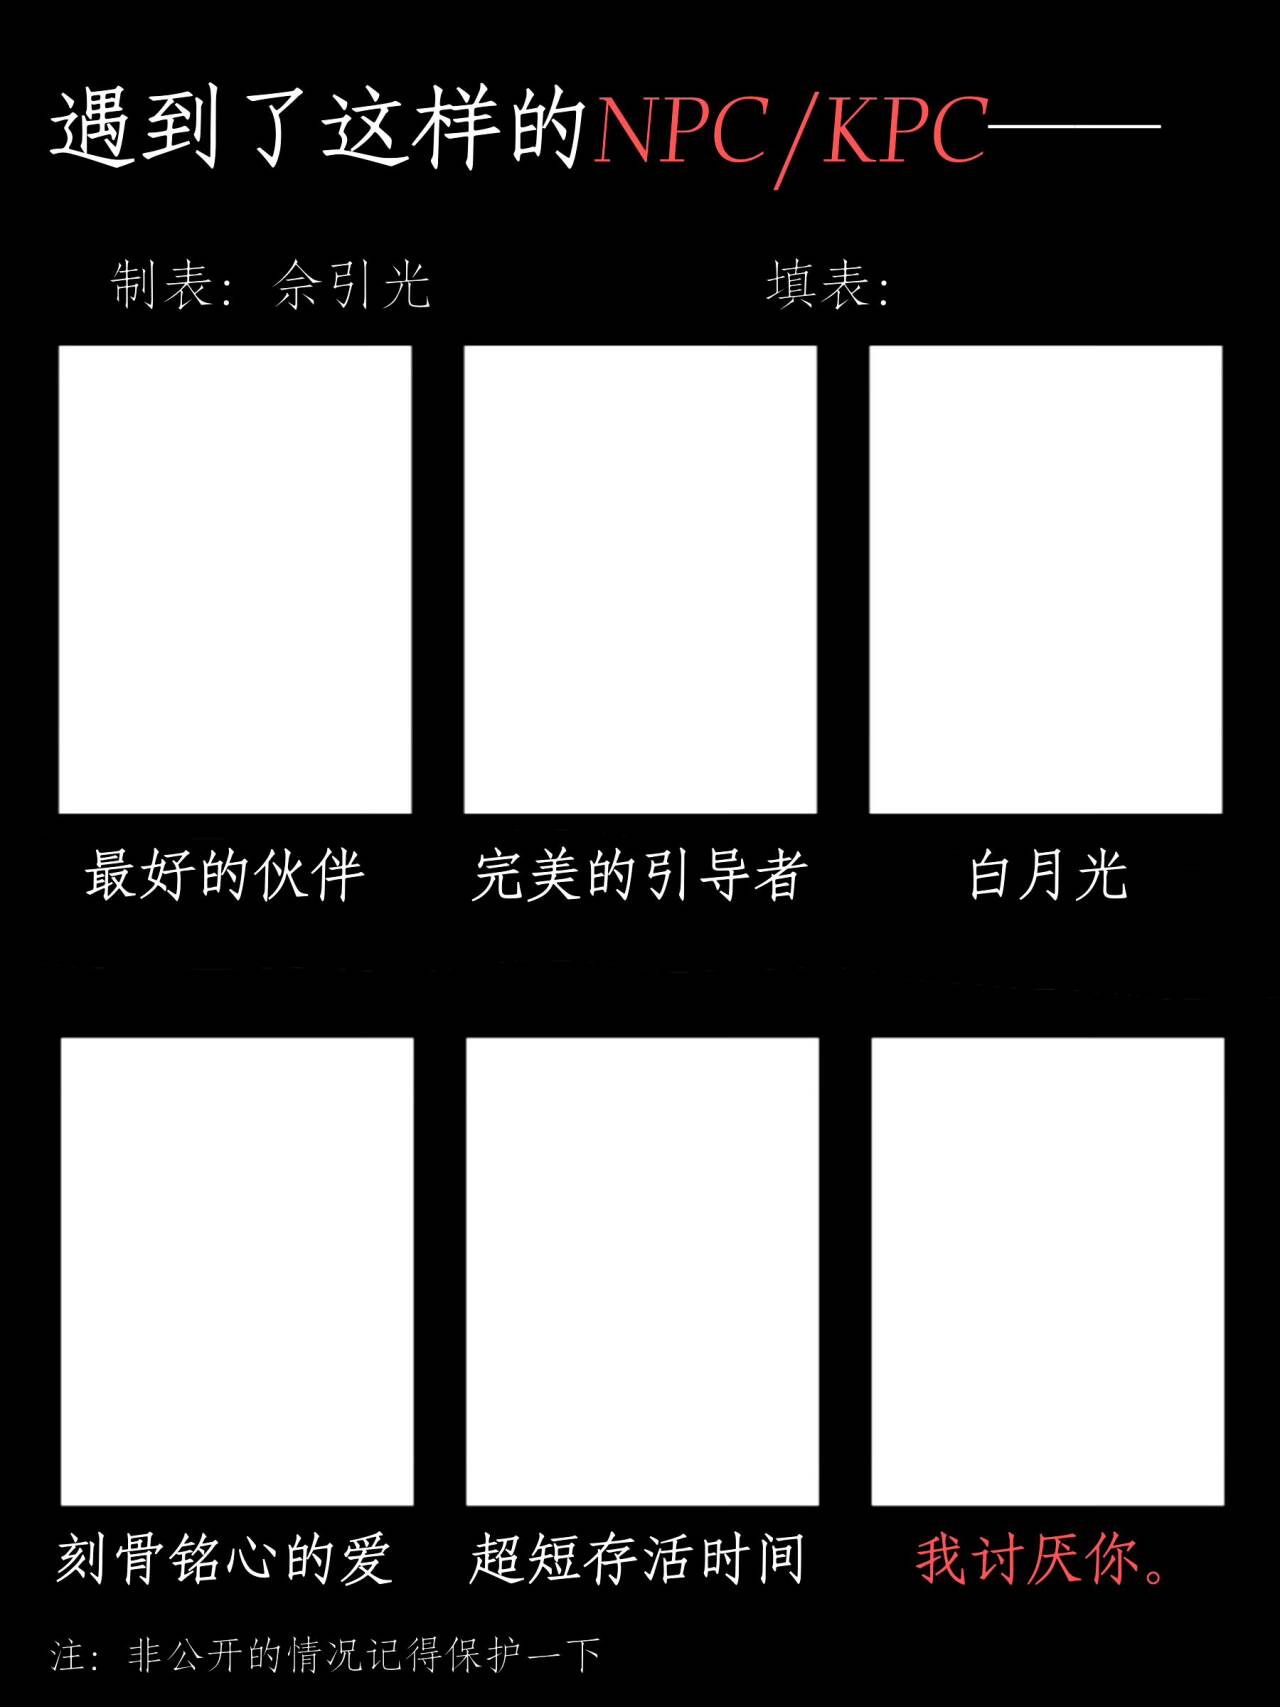 遇到了这样的NPC/KPC——
制表：佘引光 填表：
最好的伙伴 完美的引导者 白月光
刻骨铭心的爱 超短存活时间 我讨厌你。
注：非公开的情况记得保护一下